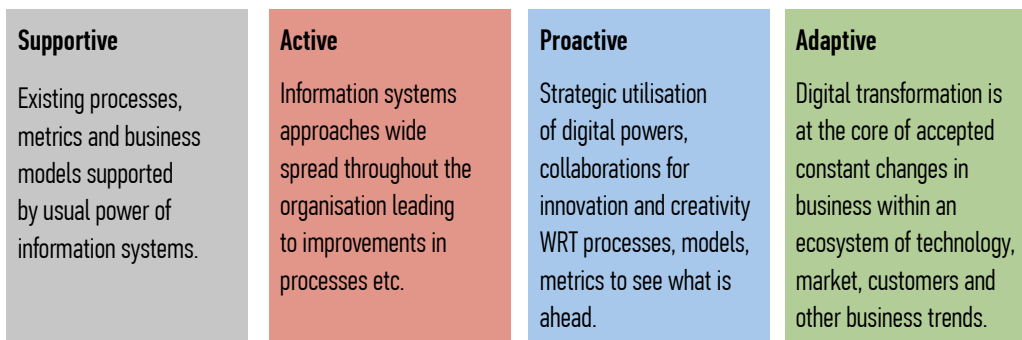 Supportive
Existing processes,
metrics and business
models supported
by usual power of
information systems.
Active
Information systems
approaches wide
spread throughout the
organisation leading
to improvements in
processes etc.
Proactive
Strategic utilisation
of digital powers,
collaborations for
innovation and creativity
WRT processes, models,
metrics to see what is
ahead.
Adaptive
Digital transformation is
at the core of accepted
constant changes in
business within an
ecosystem of technology,
market, customers and
other business trends.